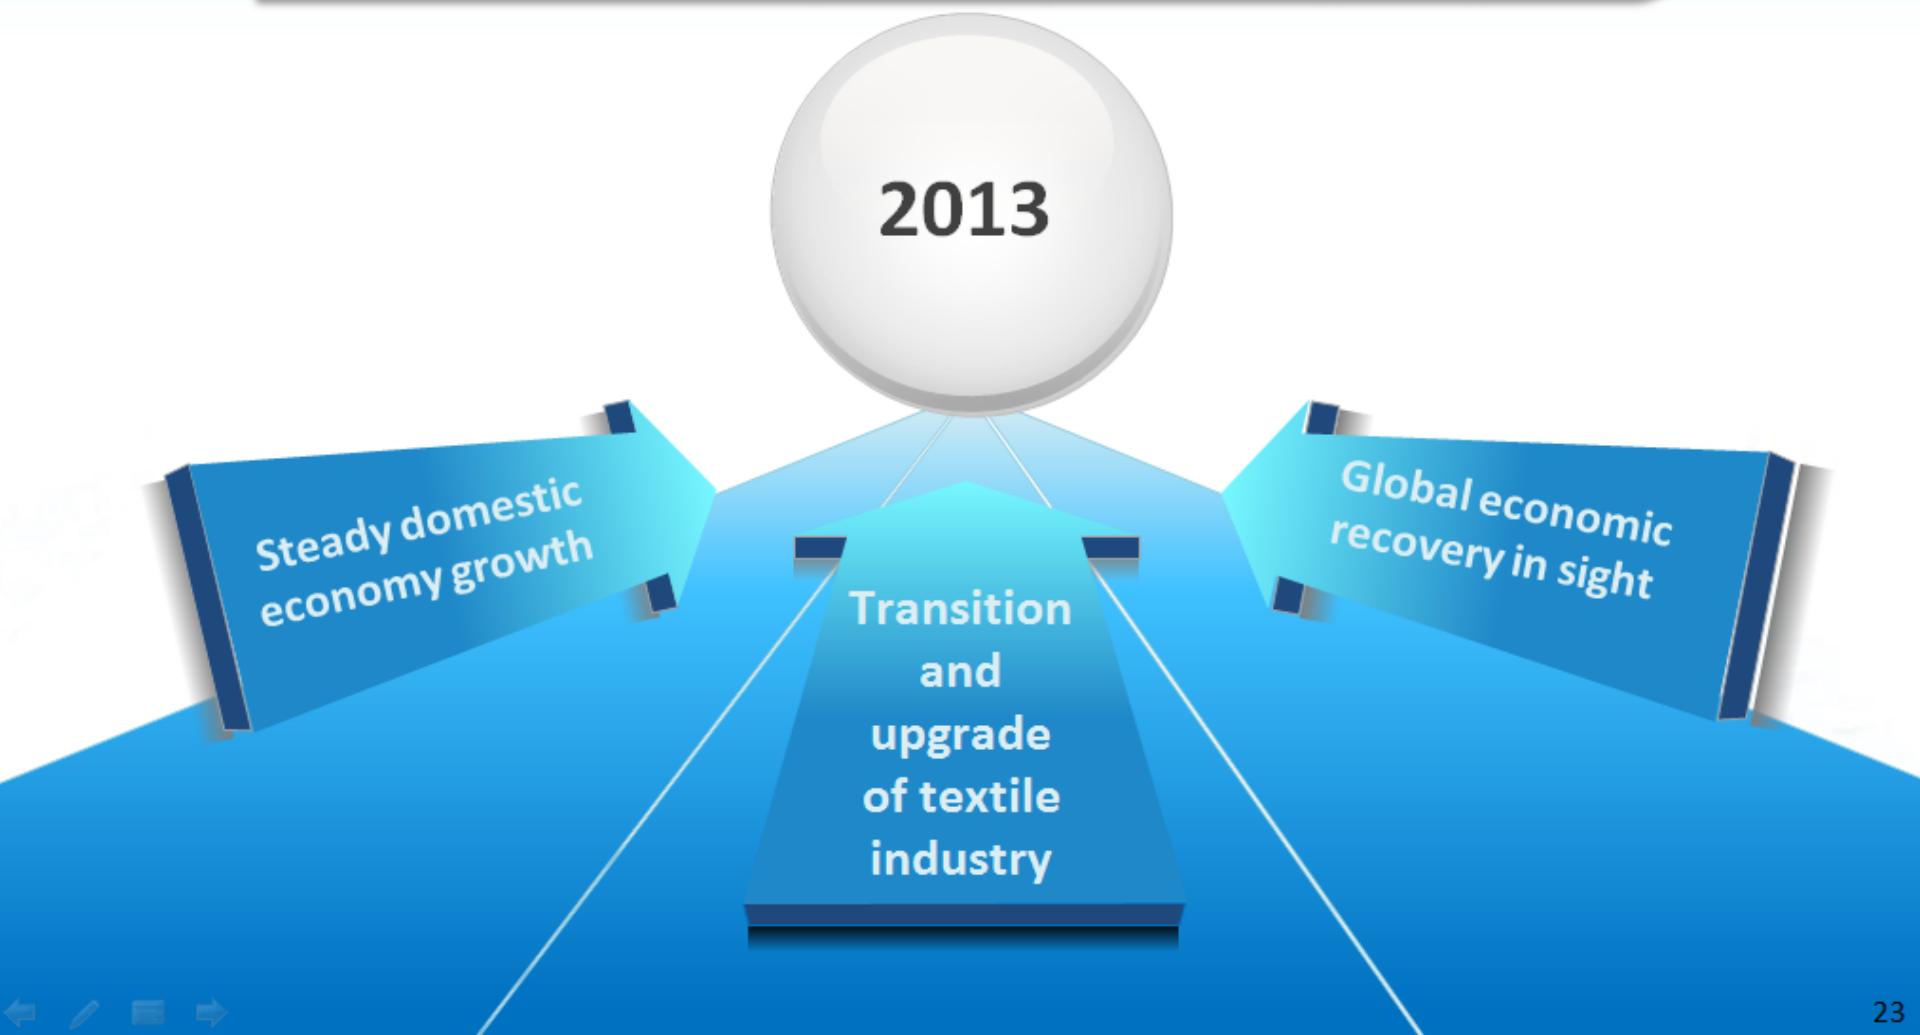 2013
Steady domestic
economy growth
Transition
and
upgrade
of textile
industry
Global economic
recovery in sight
23